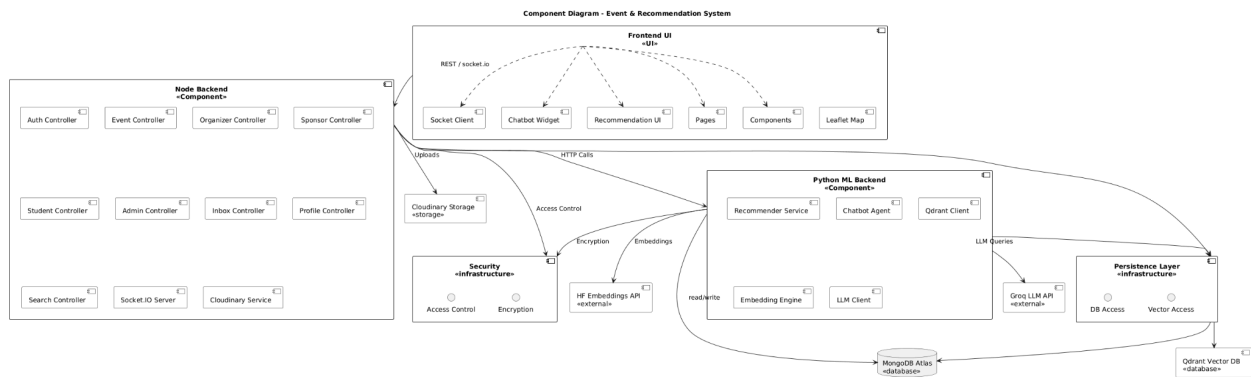 Component Diagram - Event & Recommendation System
Frontend UI
«UI»
REST / socket.io
Socket Client
Chatbot Widget
Recommendation UI
Pages
Components
Leaflet Map
Node Backend
«Component»
Auth Controller
Event Controller
Organizer Controller
Sponsor Controller
Student Controller
Admin Controller
Inbox Controller
Profile Controller
Search Controller
Socket.IO Server
Cloudinary Service
Uploads
HTTP Calls
Cloudinary Storage
«storage»
Access Control
Python ML Backend
«Component»
Recommender Service
Chatbot Agent
Qdrant Client
Embedding Engine
LLM Client
Encryption
Embeddings
LLM Queries
Security
«infrastructure»
Access Control
Encryption
HF Embeddings API
«external»
read/write
Groq LLM API
«external»
Persistence Layer
«infrastructure»
DB Access
Vector Access
MongoDB Atlas
«database»
Qdrant Vector DB
«database»